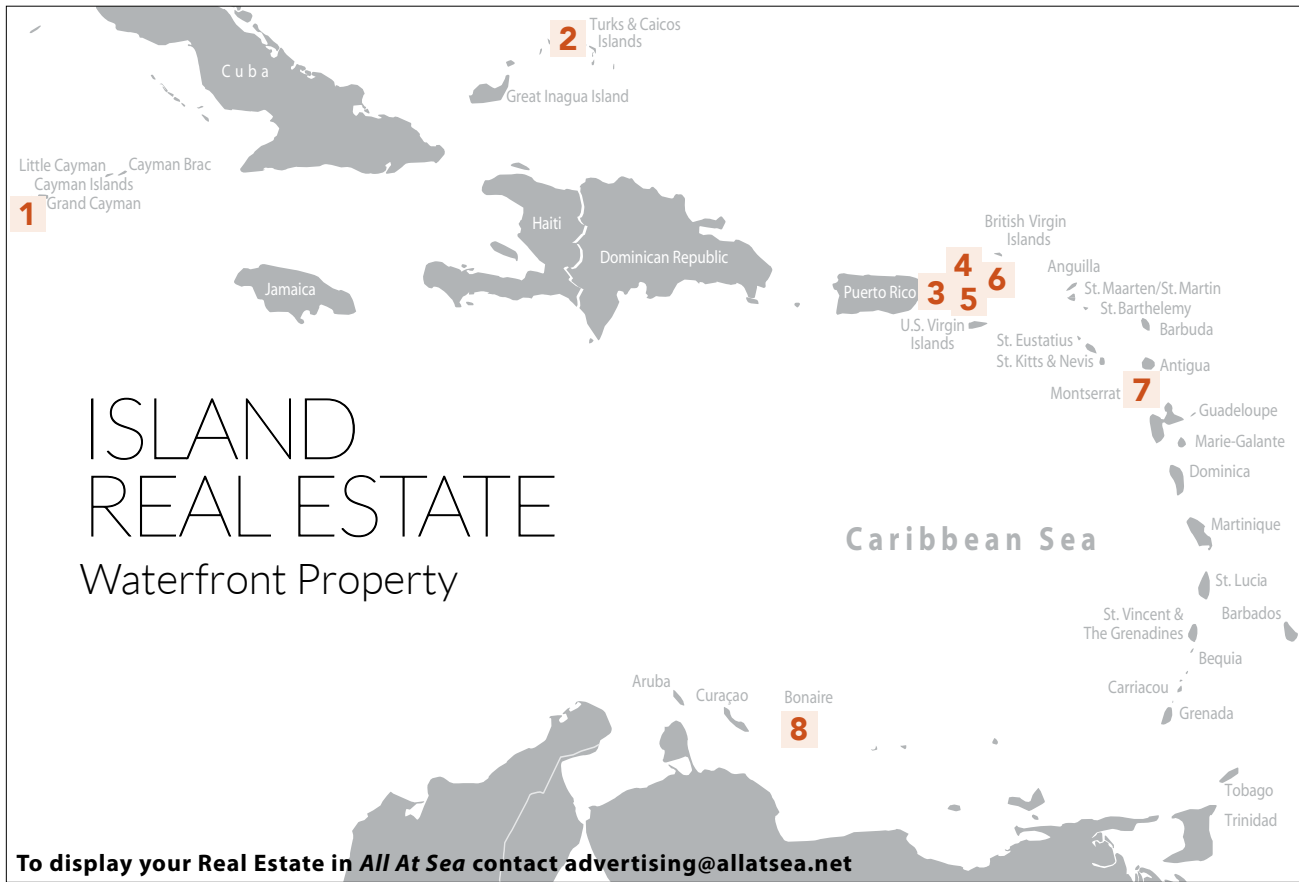 2
Turks & Caicos
Islands
Cuba
Great Inagua Island
Little Cayman
Cayman Brac
Cayman Islands
1
Grand Cayman
Haiti
Dominican Republic
Jamaica
Puerto Rico
3
4
5
6
British Virgin
Islands
U.S. Virgin
Islands
Anguilla
St. Maarten/St. Martin
St. Barthelemy
Barbuda
St. Eustatius
St. Kitts & Nevis
Antigua
Montserrat
7
Guadeloupe
Marie-Galante
Dominica
ISLAND
REAL ESTATE
Waterfront Property
Caribbean Sea
Martinique
St. Lucia
St. Vincent &
The Grenadines
Barbados
Bequia
Carriacou
Grenada
Aruba
Curaçao
Bonaire
8
Tobago
Trinidad
To display your Real Estate in All At Sea contact advertising@allatsea.net